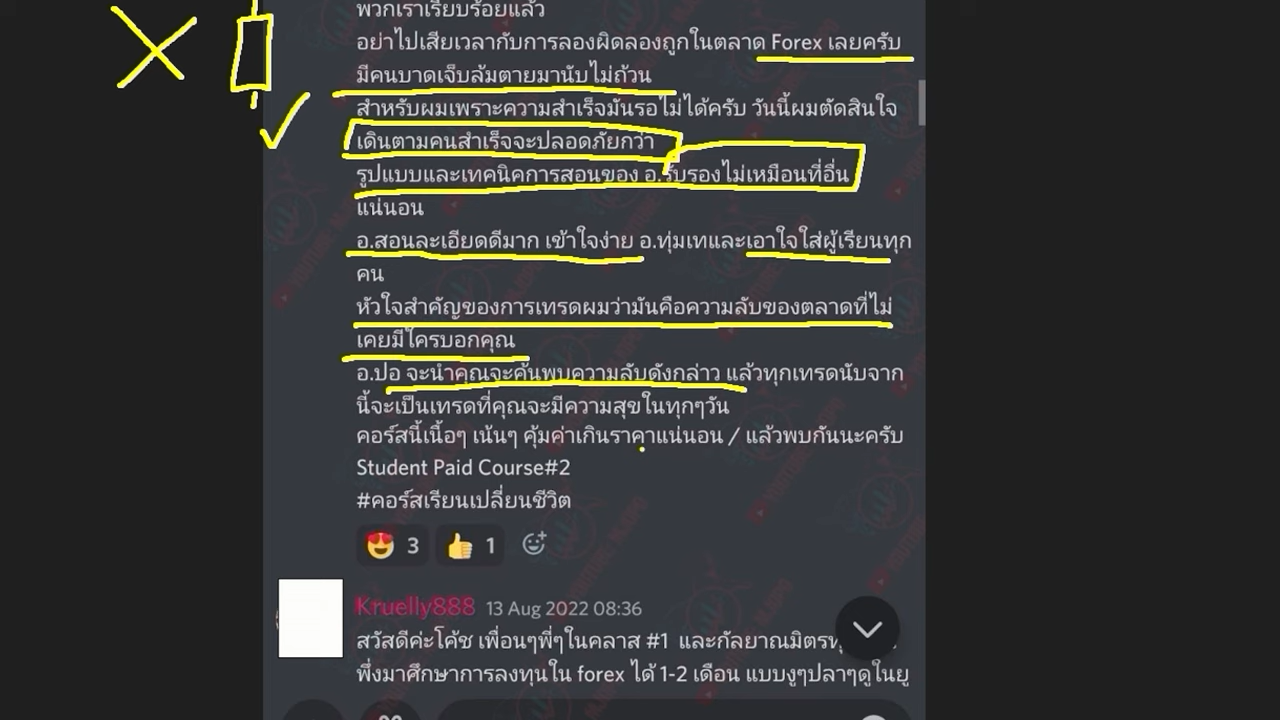 พวกเราเรียบร้อยแล้ว
อย่าไปเสียเวลากับการลองผิดลองถูกในตลาด Forex เลยครับ
มีคนบาดเจ็บล้มตายมานับไม่ถ้วน
สำหรับผมเพราะความสำเร็จมันรอไม่ได้ครับ วันนี้ผมตัดสินใจ
เดินตามคนสำเร็จจะปลอดภัยกว่า
รูปแบบและเทคนิคการสอนของ อ.รับรองไม่เหมือนที่อื่น
แน่นอน
อ.สอนละเอียดดีมาก เข้าใจง่าย อ.ทุ่มเทและเอาใจใส่ผู้เรียนทุก
คน
หัวใจสำคัญของการเทรดผมว่ามันคือความลับของตลาดที่ไม่
เคยมีใครบอกคุณ
อ.ปอ จะนำคุณจะค้นพบความลับดังกล่าว แล้วทุกเทรดนับจาก
นี้จะเป็นเทรดที่คุณจะมีความสุขในทุกๆวัน
คอร์สนี้เนื้อๆ เน้นๆ คุ้มค่าเกินราคาแน่นอน / แล้วพบกันนะครับ
Student Paid Course#2
#คอร์สเรียนเปลี่ยนชีวิต
3 1
Kruelly888 13 Aug 2022 08:36
สวัสดีค่ะโค้ช เพื่อนๆพี่ๆในคลาส #1 และกัลยาณมิตร
พึ่งมาศึกษาการลงทุนใน forex ได้ 1-2 เดือน แบบงูๆปลาๆดูในยู